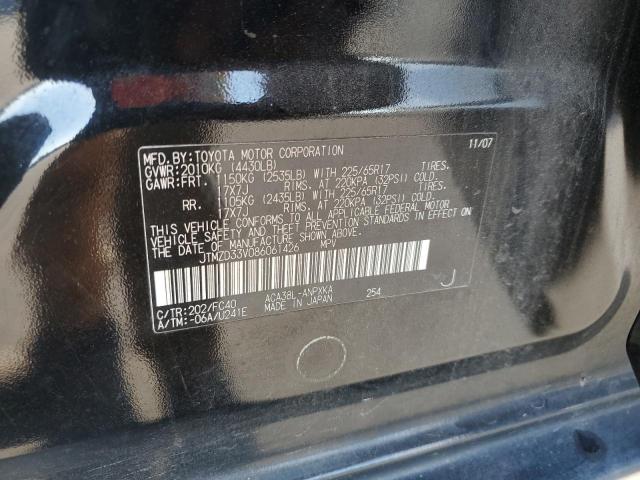 MFD.BY:TOYOTA MOTOR CORPORATION 11/07
GVWR:2010KG (4430LB)
GAWR:FRT. 1150KG (2535LB) WITH 225/65R17 TIRES.
17X7J RIMS. AT 220KPA (32PSI) COLD.
RR. 1105KG (2435LB) WITH 225/65R17 TIRES.
17X7J RIMS. AT 220KPA (32PSI) COLD.
THIS VEHICLE CONFORMS TO ALL APPLICABLE FEDERAL MOTOR
VEHICLE SAFETY AND THEFT PREVENTION STANDARDS IN EFFECT ON
THE DATE OF MANUFACTURE SHOWN ABOVE.
JTMZD33V086061426 MPV
C/TR:202/FC40 ACA38L-ANPXKA 254 J
A/TM:-06A/U241E MADE IN JAPAN